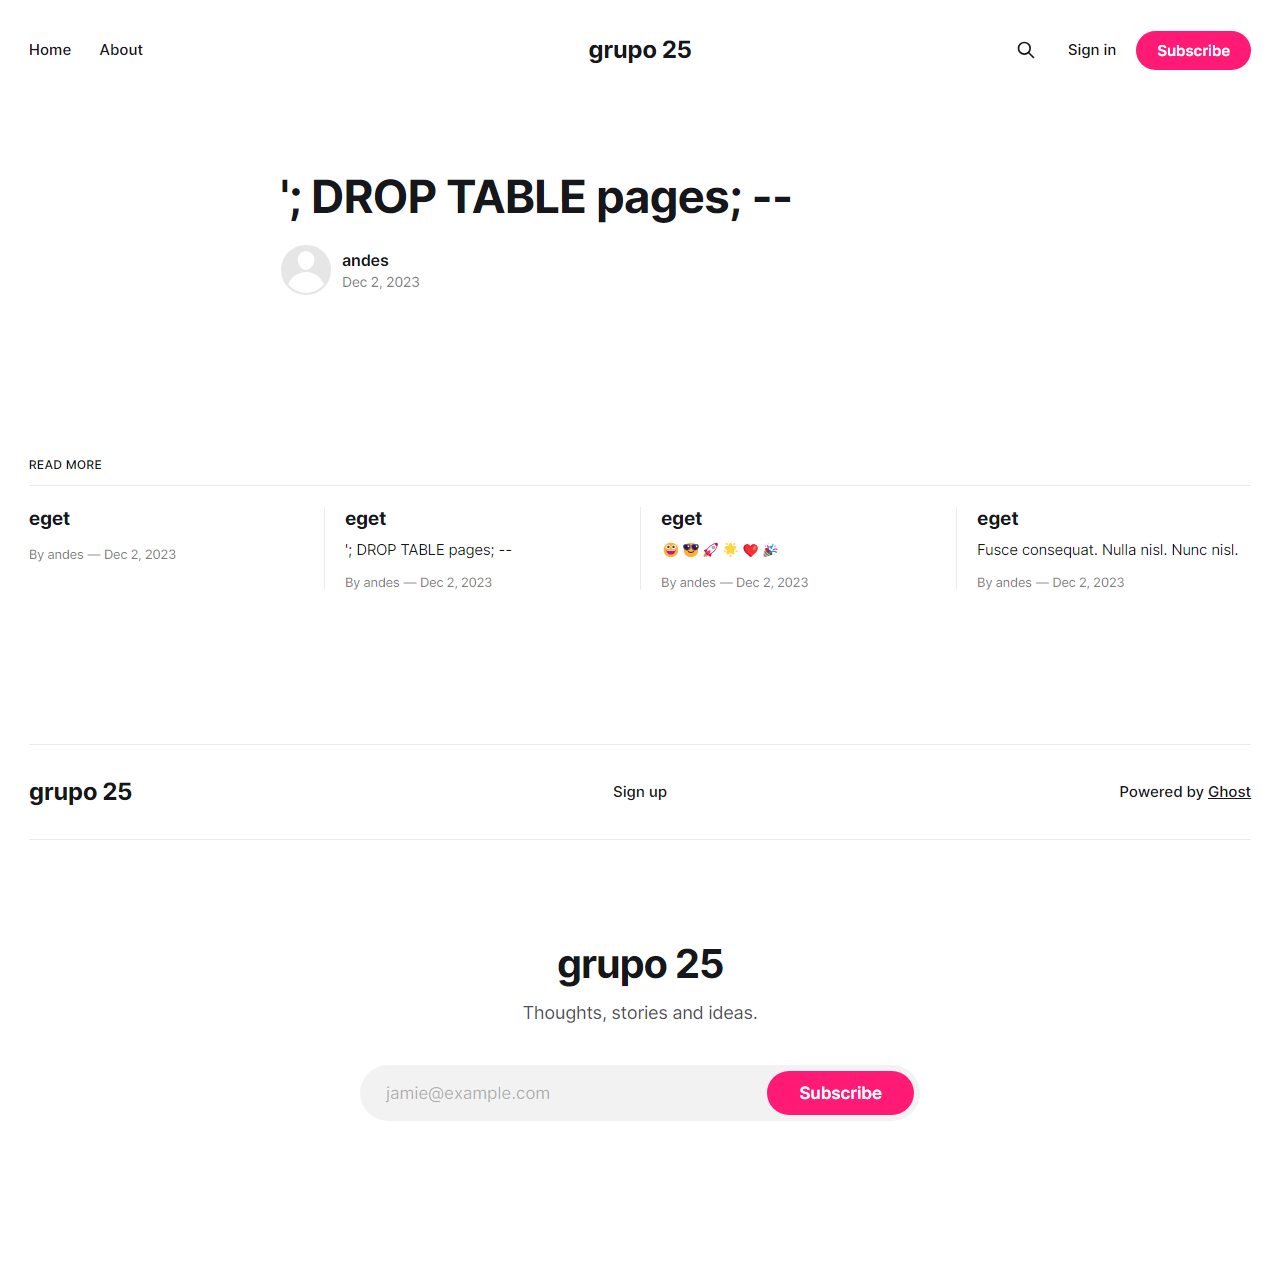 Home About grupo 25 Sign in Subscribe
'; DROP TABLE pages; --
andes
Dec 2, 2023
READ MORE
eget
By andes — Dec 2, 2023
eget
'; DROP TABLE pages; --
By andes — Dec 2, 2023
eget
😀 😎 🚀 🌟 ❤️ 🎉
By andes — Dec 2, 2023
eget
Fusce consequat. Nulla nisl. Nunc nisl.
By andes — Dec 2, 2023
grupo 25 Sign up Powered by Ghost
grupo 25
Thoughts, stories and ideas.
jamie@example.com Subscribe